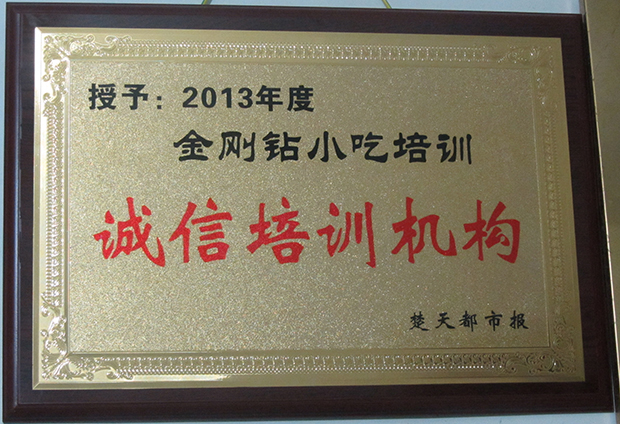 授予：2013年度
金刚钻小吃培训
诚信培训机构
楚天都市报